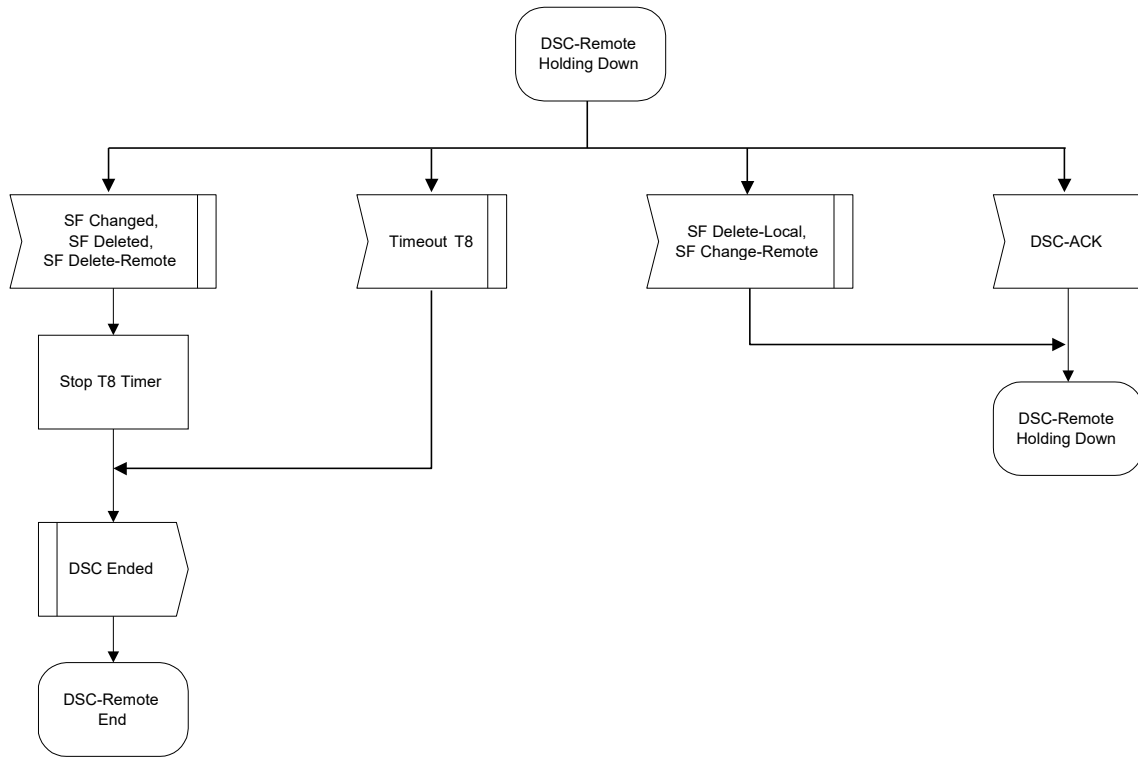 DSC-Remote
Holding Down
SF Changed,
SF Deleted,
SF Delete-Remote
Timeout T8
SF Delete-Local,
SF Change-Remote
DSC-ACK
Stop T8 Timer
DSC-Remote
Holding Down
DSC Ended
DSC-Remote
End